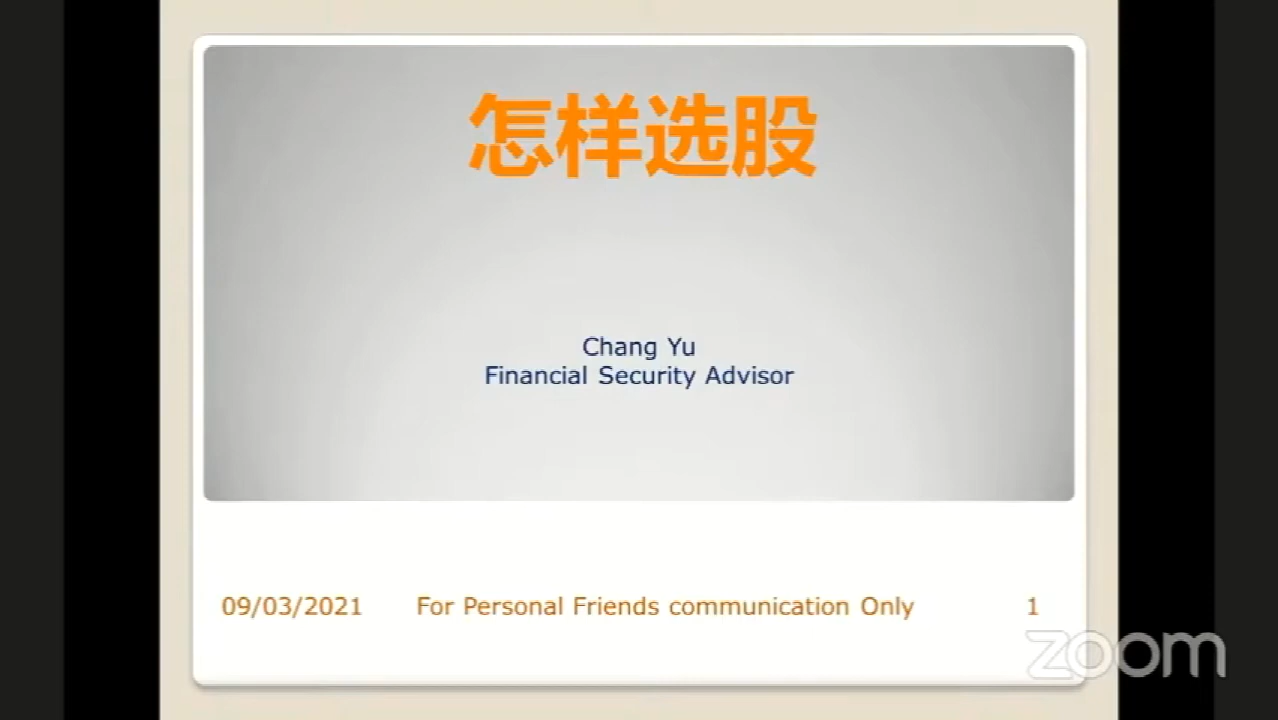 怎样选股
Chang Yu
Financial Security Advisor
09/03/2021 For Personal Friends communication Only 1
zoom